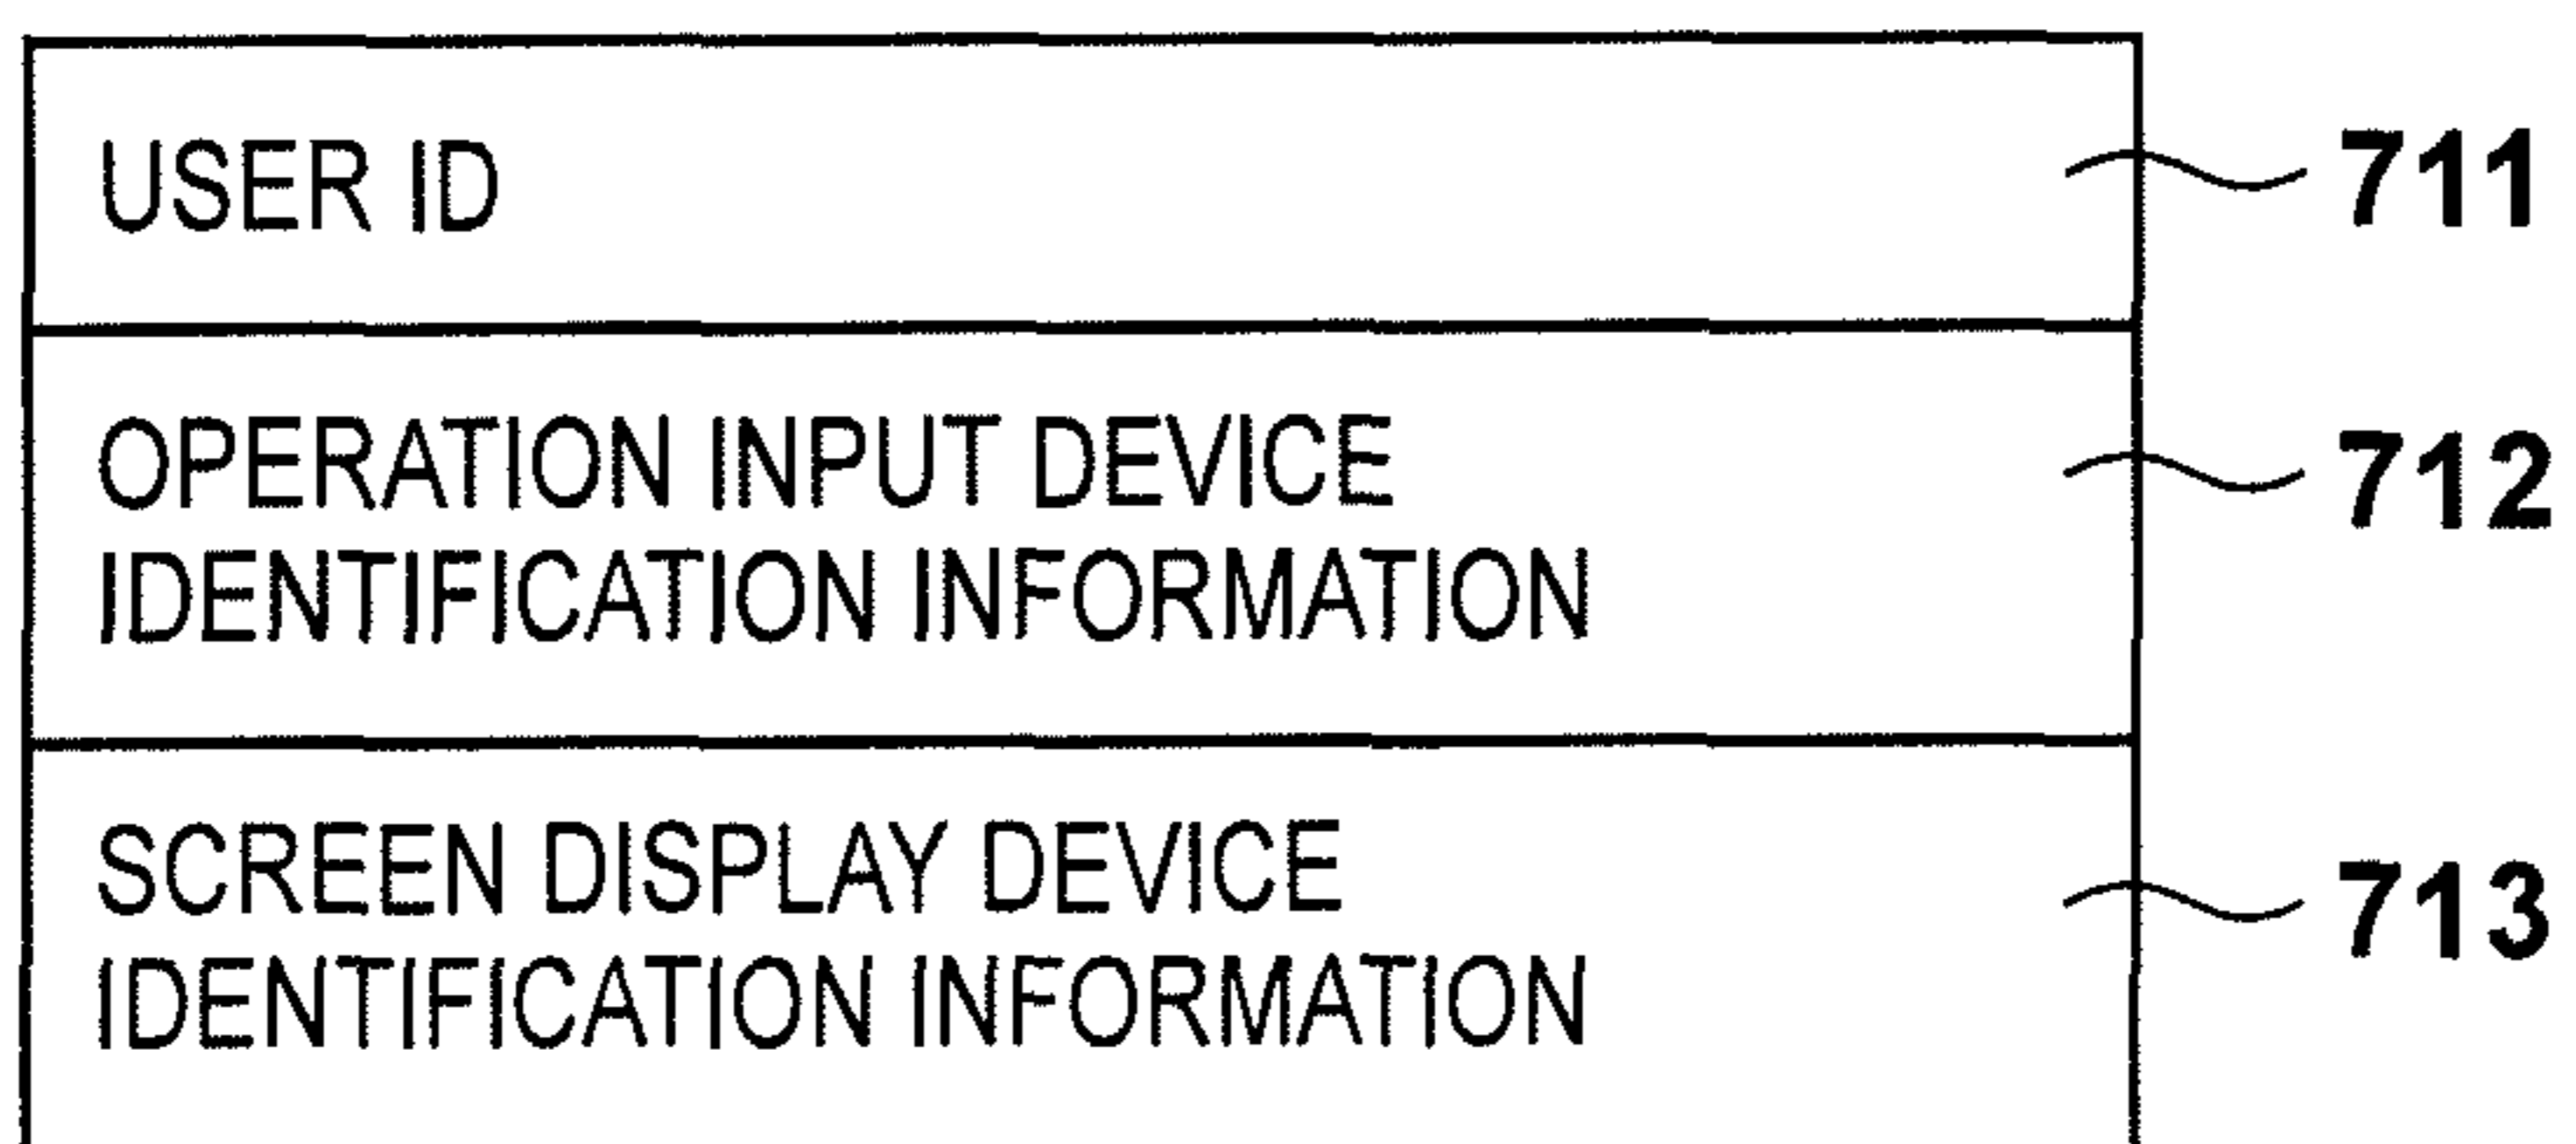 USER ID 711
OPERATION INPUT DEVICE 712
IDENTIFICATION INFORMATION
SCREEN DISPLAY DEVICE 713
IDENTIFICATION INFORMATION